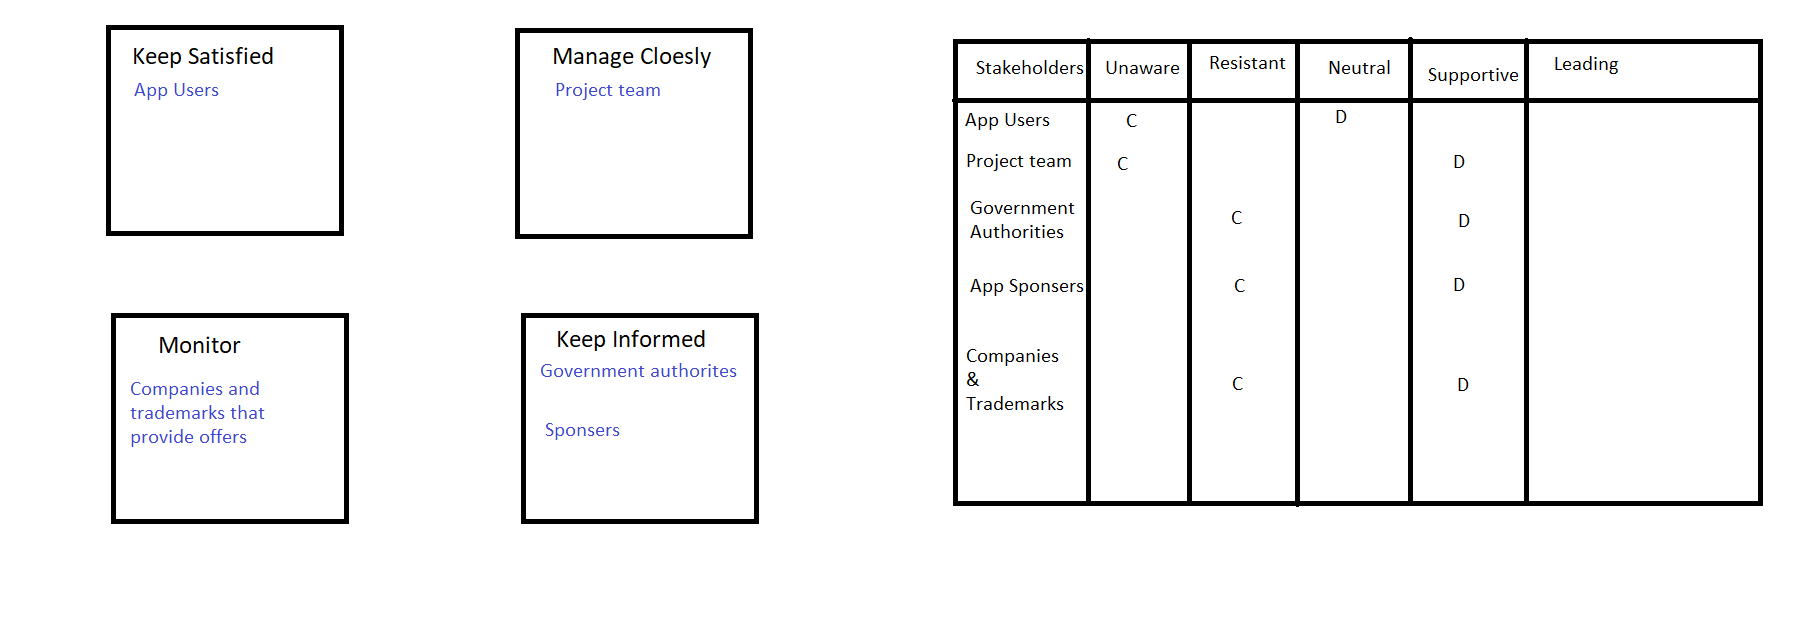 Keep Satisfied
App Users
Manage Cloesly
Project team
Monitor
Companies and
trademarks that
provide offers
Keep Informed
Government authorites
Sponsers
Stakeholders Unaware Resistant Neutral Supportive Leading
App Users C D
Project team C D
Government
Authorities C D
App Sponsers C D
Companies
& C D
Trademarks